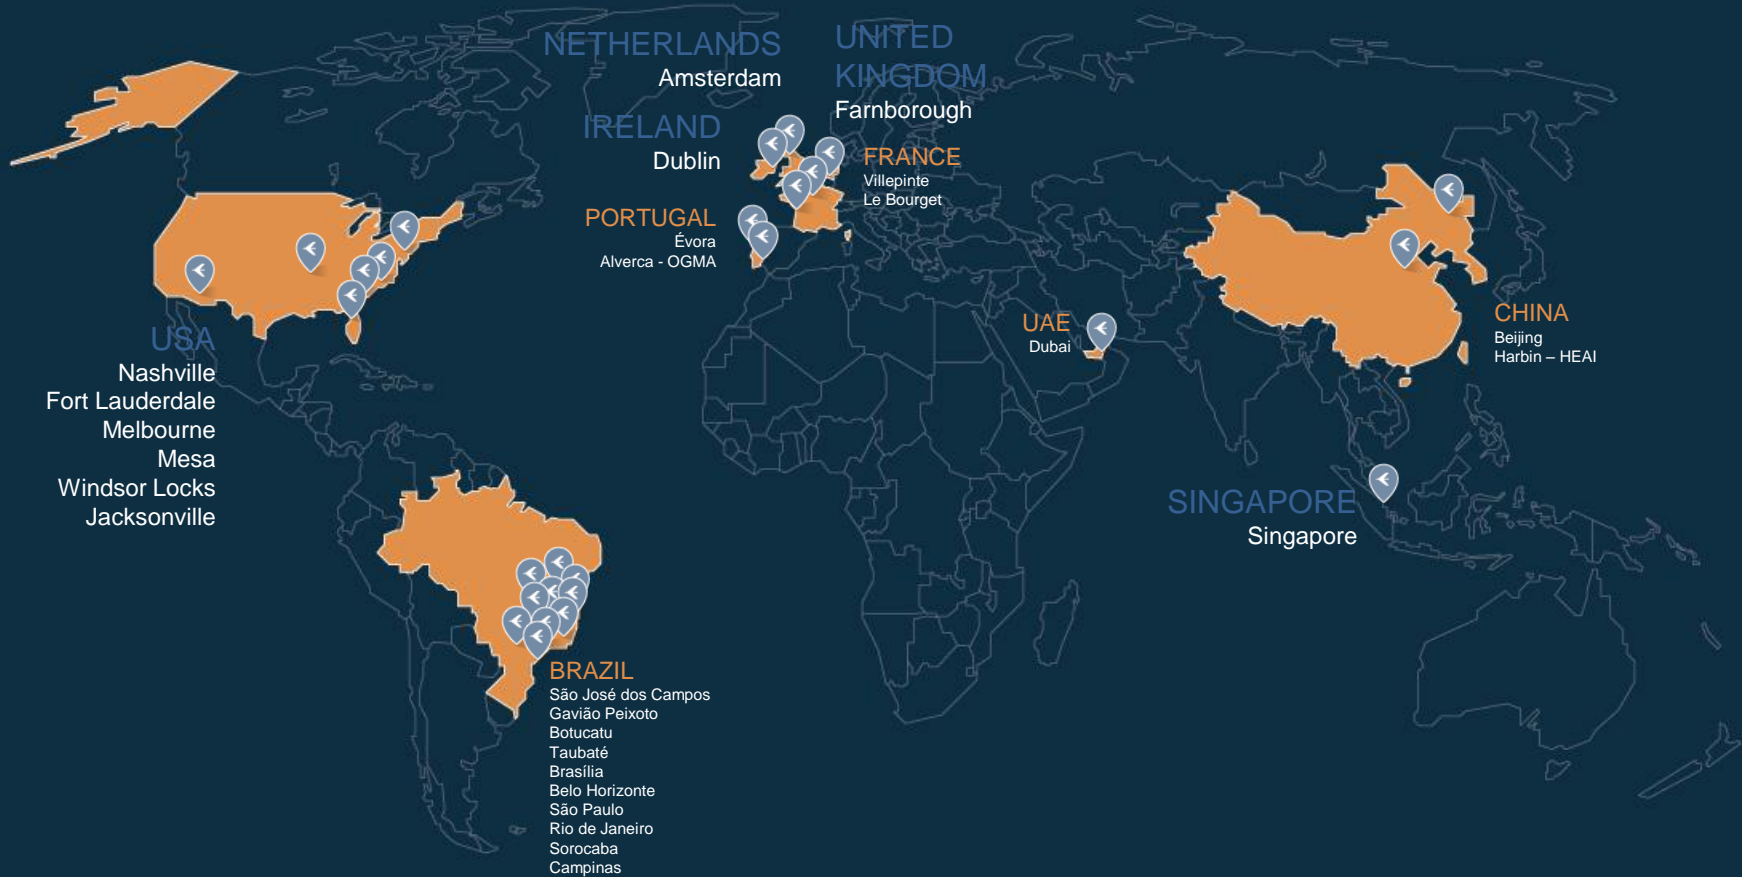 NETHERLANDS
Amsterdam
UNITED
KINGDOM
Farnborough
IRELAND
Dublin
FRANCE
Villepinte
Le Bourget
PORTUGAL
Évora
Alverca - OGMA
USA
Nashville
Fort Lauderdale
Melbourne
Mesa
Windsor Locks
Jacksonville
UAE
Dubai
CHINA
Beijing
Harbin – HEAI
SINGAPORE
Singapore
BRAZIL
São José dos Campos
Gavião Peixoto
Botucatu
Taubaté
Brasília
Belo Horizonte
São Paulo
Rio de Janeiro
Sorocaba
Campinas